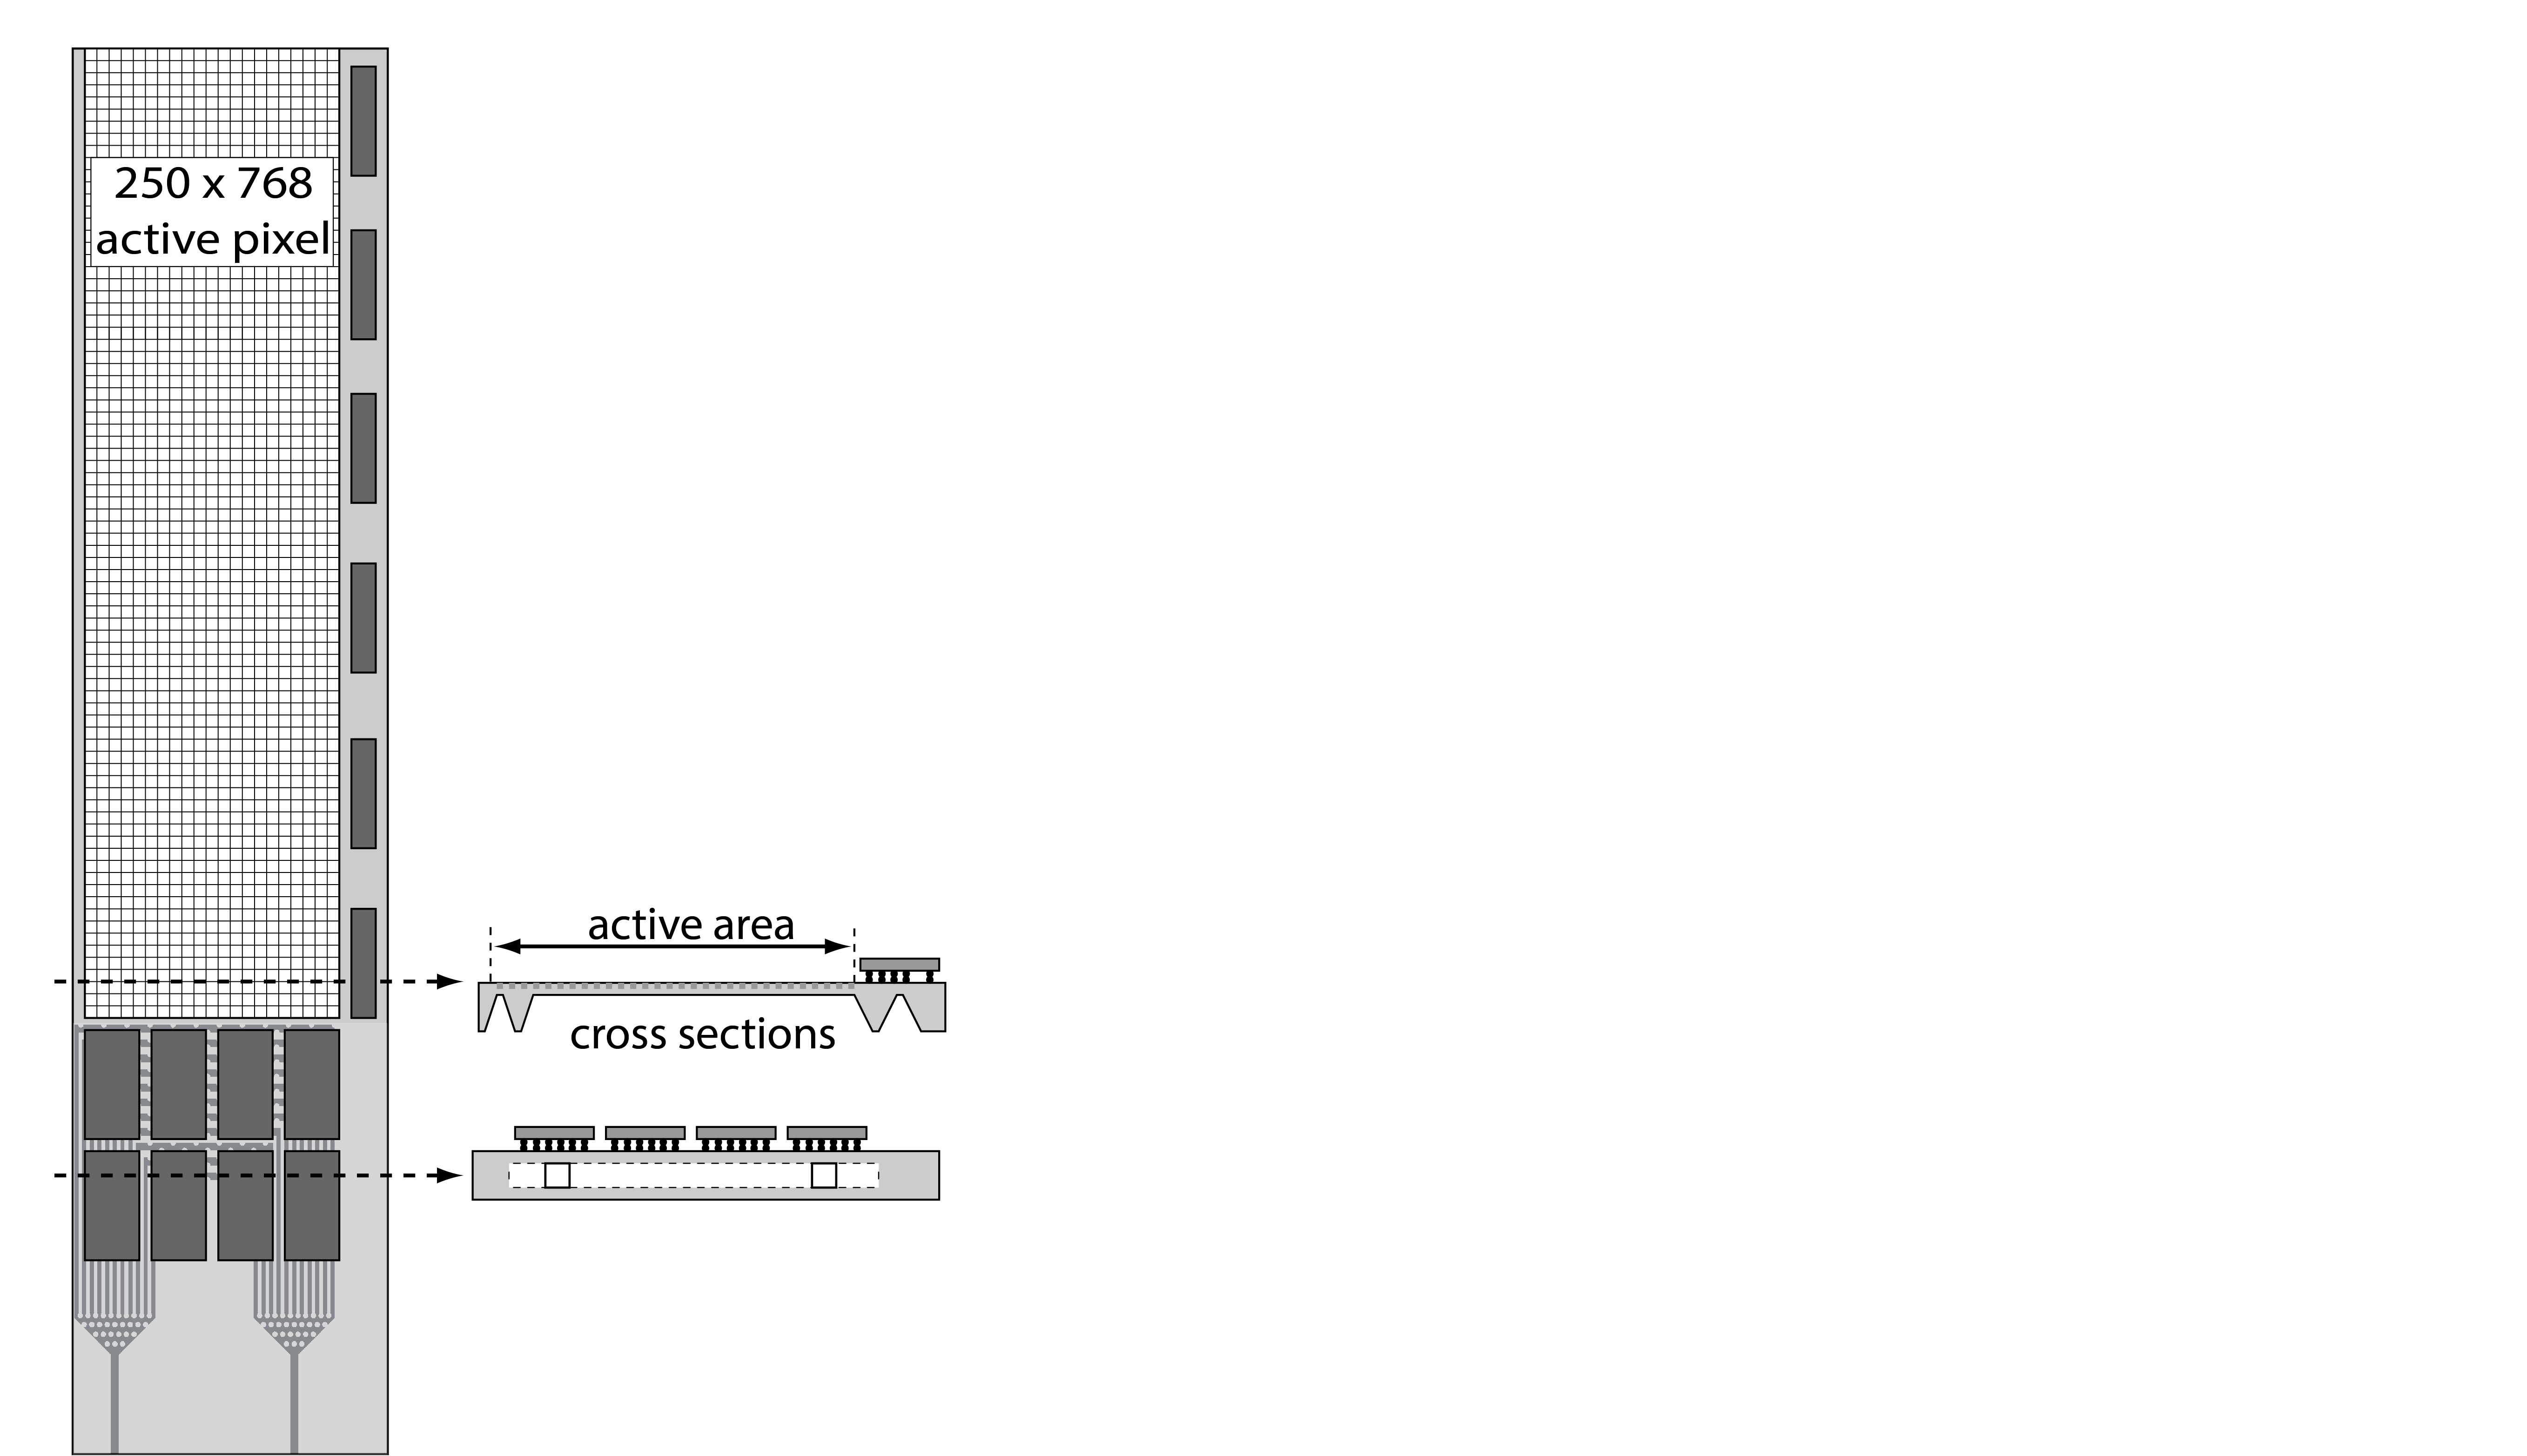 250 x 768
active pixel
active area
cross sections